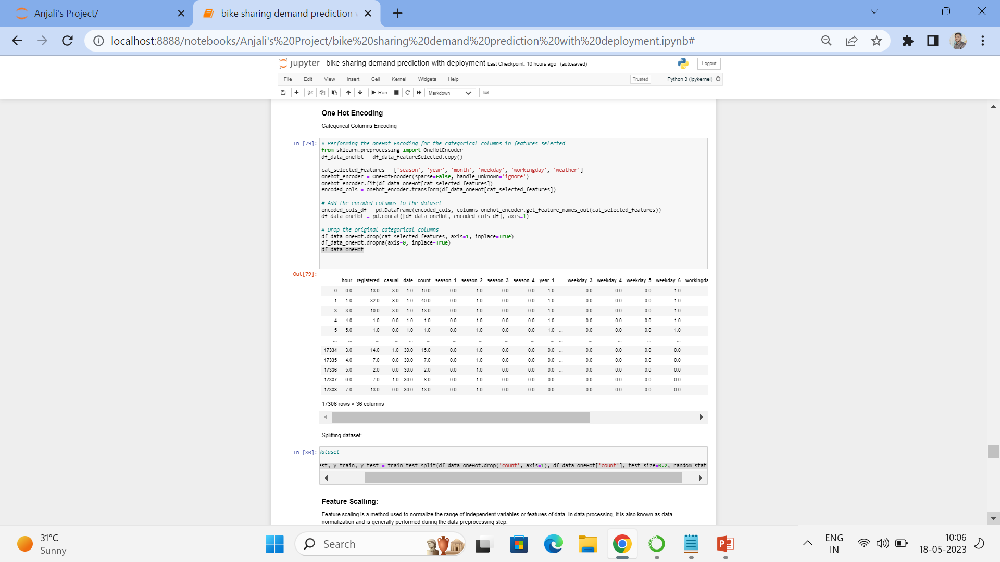 Anjali's Project/
bike sharing demand prediction
localhost:8888/notebooks/Anjali's%20Project/bike%20sharing%20demand%20prediction%20with%20deployment.ipynb#
jupyter bike sharing demand prediction with deployment Last Checkpoint: 10 hours ago (autosaved)
Logout
File Edit View Insert Cell Kernel Widgets Help
Trusted
Python 3 (ipykernel)
Run
Markdown
One Hot Encoding
Categorical Columns Encoding
In [79]:
# Performing the oneHot Encoding for the categorical columns in features selected
from sklearn.preprocessing import OneHotEncoder
df_data_oneHot = df_data_featureSelected.copy()
cat_selected_features = ['season', 'year', 'month', 'weekday', 'workingday', 'weather']
onehot_encoder = OneHotEncoder(sparse=False, handle_unknown='ignore')
onehot_encoder.fit(df_data_oneHot[cat_selected_features])
encoded_cols = onehot_encoder.transform(df_data_oneHot[cat_selected_features])
# Add the encoded columns to the dataset
encoded_cols_df = pd.DataFrame(encoded_cols, columns=onehot_encoder.get_feature_names_out(cat_selected_features))
df_data_oneHot = pd.concat([df_data_oneHot, encoded_cols_df], axis=1)
# Drop the original categorical columns
df_data_oneHot.drop(cat_selected_features, axis=1, inplace=True)
df_data_oneHot.dropna(axis=0, inplace=True)
df_data_oneHot
Out[79]:
hour registered casual date count season_1 season_2 season_3 season_4 year_1 ... weekday_3 weekday_4 weekday_5 weekday_6 workingda
0 0.0 13.0 3.0 1.0 16.0 0.0 1.0 0.0 0.0 1.0 ... 0.0 0.0 0.0 1.0
1 1.0 32.0 8.0 1.0 40.0 0.0 1.0 0.0 0.0 1.0 ... 0.0 0.0 0.0 1.0
3 3.0 10.0 3.0 1.0 13.0 0.0 1.0 0.0 0.0 1.0 ... 0.0 0.0 0.0 1.0
4 4.0 1.0 0.0 1.0 1.0 0.0 1.0 0.0 0.0 1.0 ... 0.0 0.0 0.0 1.0
5 5.0 1.0 0.0 1.0 1.0 0.0 1.0 0.0 0.0 1.0 ... 0.0 0.0 0.0 1.0
... ... ... ... ... ... ... ... ... ... ... ... ... ... ...
17334 3.0 14.0 1.0 30.0 15.0 0.0 1.0 0.0 0.0 0.0 ... 0.0 0.0 0.0 0.0
17335 4.0 7.0 0.0 30.0 7.0 0.0 1.0 0.0 0.0 0.0 ... 0.0 0.0 0.0 0.0
17336 5.0 2.0 0.0 30.0 2.0 0.0 1.0 0.0 0.0 0.0 ... 0.0 0.0 0.0 0.0
17337 6.0 7.0 1.0 30.0 8.0 0.0 1.0 0.0 0.0 0.0 ... 0.0 0.0 0.0 0.0
17338 7.0 13.0 0.0 30.0 13.0 0.0 1.0 0.0 0.0 0.0 ... 0.0 0.0 0.0 0.0
17306 rows × 36 columns
Splitting dataset:
In [80]:
dataset
est, y_train, y_test = train_test_split(df_data_oneHot.drop('count', axis=1), df_data_oneHot['count'], test_size=0.2, random_state
Feature Scalling:
Feature scaling is a method used to normalize the range of independent variables or features of data. In data processing, it is also known as data
normalization and is generally performed during the data preprocessing step.
31°C
Sunny
Search
ENG
IN
10:06
18-05-2023